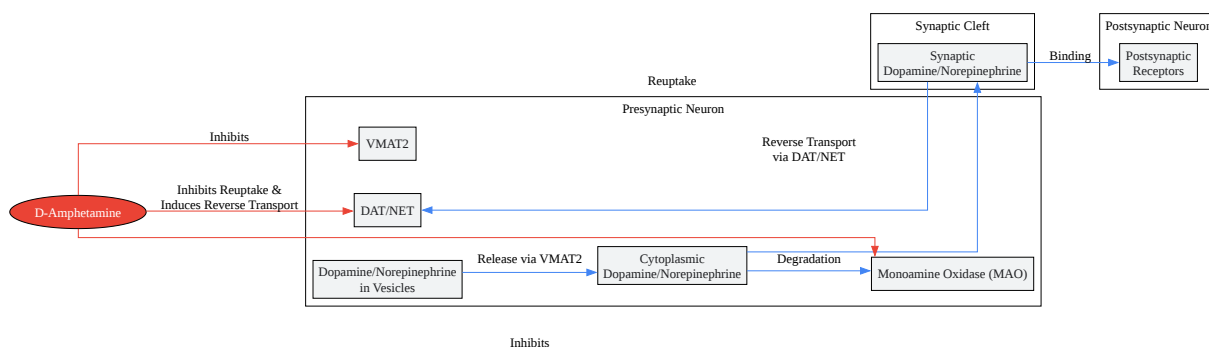 Synaptic Cleft
Postsynaptic Neuron
Synaptic
Dopamine/Norepinephrine
Binding
Postsynaptic
Receptors
Reuptake
Presynaptic Neuron
Inhibits
VMAT2
Reverse Transport
via DAT/NET
Inhibits Reuptake &
Induces Reverse Transport
D-Amphetamine
DAT/NET
Dopamine/Norepinephrine
in Vesicles
Release via VMAT2
Cytoplasmic
Dopamine/Norepinephrine
Degradation
Monoamine Oxidase (MAO)
Inhibits